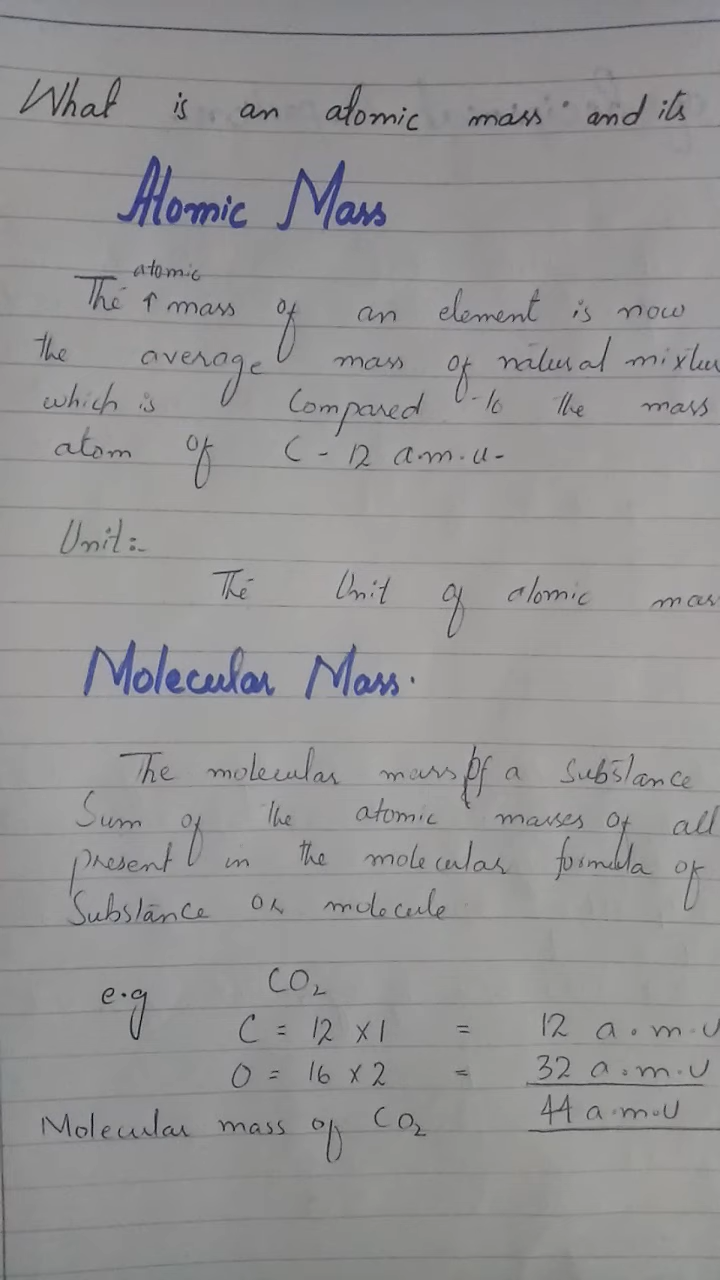 What is an atomic mass and its
Atomic Mass
atomic
The ↑ mass of an element is now
the average mass of natural mixtu
which is Compared to the mass
atom of C - 12 a.m.u-
Unit:-
The Unit of atomic mas
Molecular Mass.
The molecular mass of a Substance
Sum of the atomic masses of all
present in the molecular formula of
Substance or molecule
e.g CO₂
C = 12 × 1 = 12 a.m.U
O = 16 × 2 = 32 a.m.U
Molecular mass of CO₂ 44 a.m.U